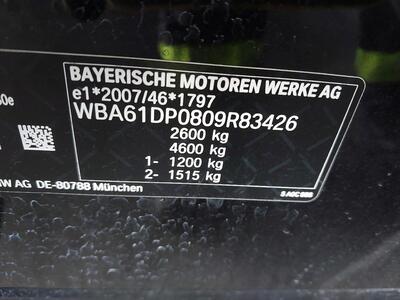 BAYERISCHE MOTOREN WERKE AG
e1*2007/46*1797
WBA61DP0809R83426
2600 kg
4600 kg
1- 1200 kg
2- 1515 kg
0e
W AG DE-80788 München